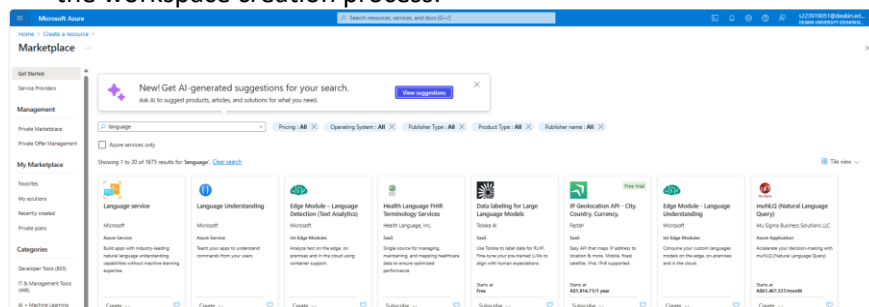 the workspace creation process.
Microsoft Azure
Search resources, services, and docs (G+/)
s223919051@deakin.ed...
Home > Create a resource >
Marketplace
Get Started
Service Providers
Management
Private Marketplace
Private Offer Management
My Marketplace
Favorites
My solutions
Recently created
Private plans
Categories
Developer Tools (603)
IT & Management Tools
AI + Machine Learning
New! Get AI-generated suggestions for your search.
Ask AI to suggest products, articles, and solutions for what you need.
View suggestions
language
Pricing : All
Operating System : All
Publisher Type : All
Product Type : All
Publisher name : All
Azure services only
Showing 1 to 20 of 1675 results for 'language'. Clear search
Tile view
Language service
Microsoft
Azure Service
Build apps with industry-leading
natural language understanding
capabilities without machine learning
expertise.
Create
Language Understanding
Microsoft
Azure Service
Teach your apps to understand
commands from your users
Create
Edge Module – Language
Detection (Text Analytics)
Microsoft
IoT Edge Modules
Analyze text on the edge, on
premises and in the cloud using
container support.
Create
Health Language FHIR
Terminology Services
Health Language, Inc.
SaaS
Single source for managing,
maintaining, and mapping healthcare
data to ensure optimized
performance
Subscribe
Data labeling for Large
Language Models
Toloka AI
SaaS
Use Toloka to label data for RLHF.
Fine-tune your pre-trained LLMs to
align with human expectations.
Starts at
Free
Subscribe
Free trial
IP Geolocation API - City,
Country, Currency,
Fastah
SaaS
Easy API that maps IP address to
location & more. Mobile, fixed,
satellite, IPv4, IPv6 supported.
Starts at
Subscribe
Edge Module - Language
Understanding
Microsoft
IoT Edge Modules
Consume your custom language
models on the edge, on-premises
and in the cloud.
Create
muNLQ (Natural Language
Query)
Mu Sigma Business Solutions LLC
Azure Application
Accelerate your decision-making with
muNLQ (Natural Language Query)
Starts at
Create